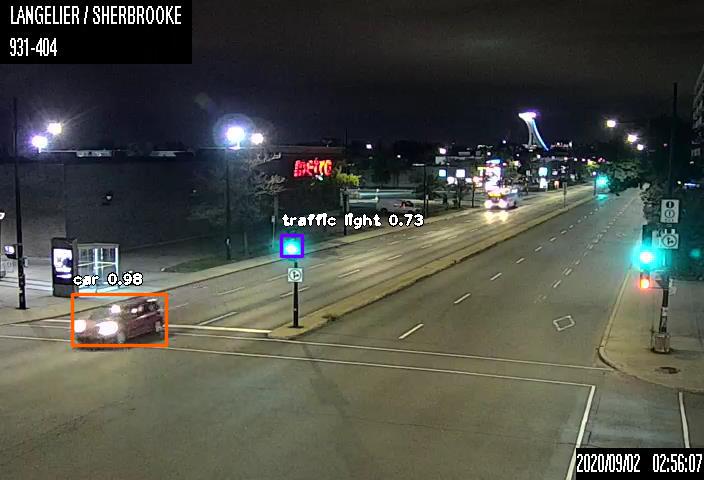 LANGELIER / SHERBROOKE
931-404
metro
traffic light 0.73
car 0.98
2020/09/02 02:56:07